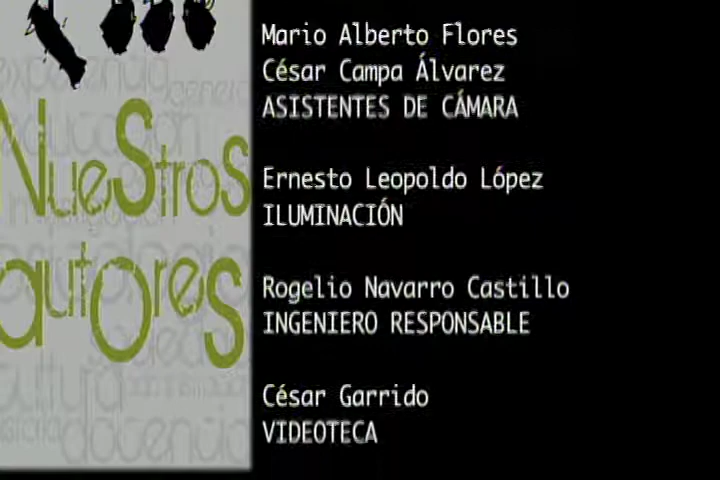 Nuestros
autores
Mario Alberto Flores
César Campa Álvarez
ASISTENTES DE CÁMARA
Ernesto Leopoldo López
ILUMINACIÓN
Rogelio Navarro Castillo
INGENIERO RESPONSABLE
César Garrido
VIDEOTECA